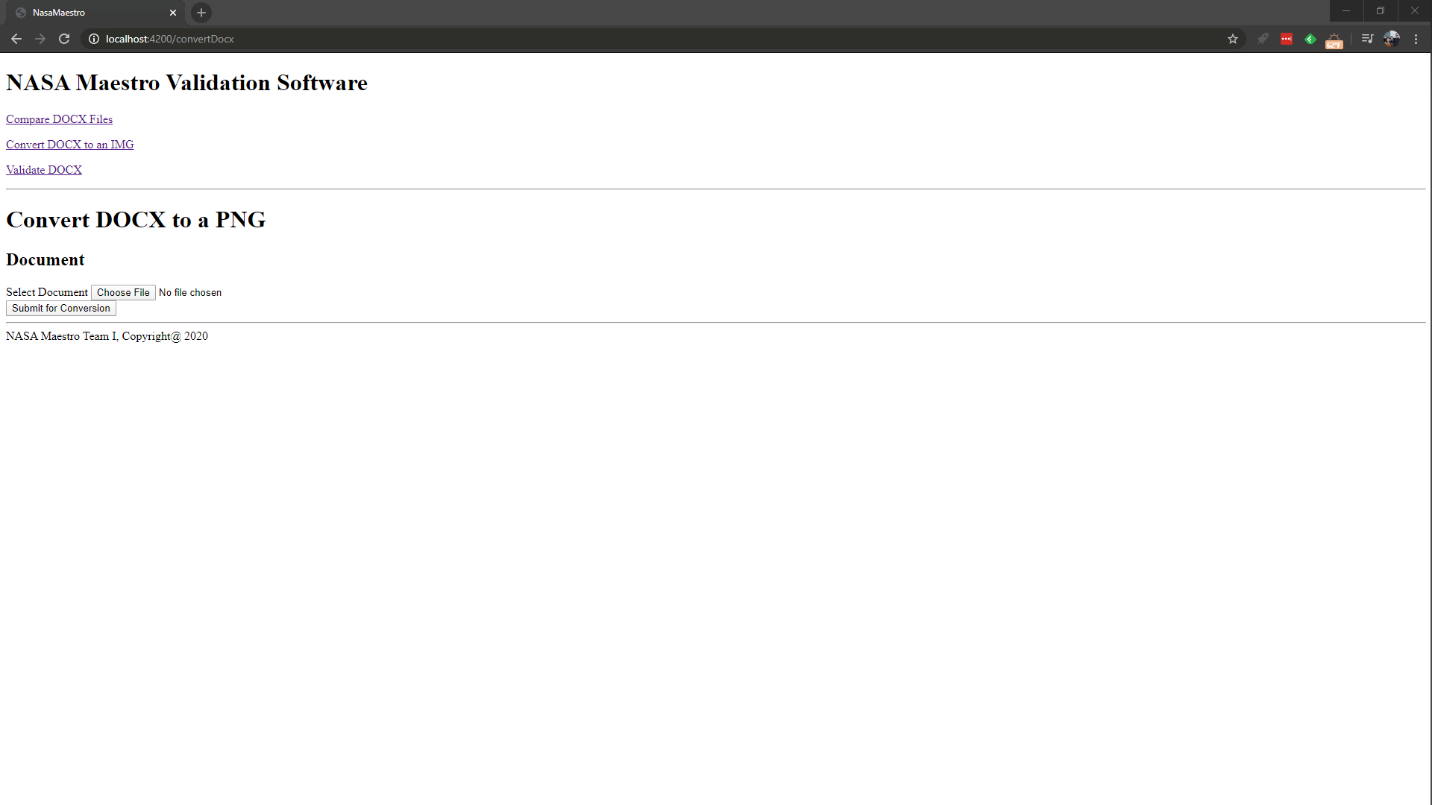 NasaMaestro
localhost:4200/convertDocx
NASA Maestro Validation Software
Compare DOCX Files
Convert DOCX to an IMG
Validate DOCX
Convert DOCX to a PNG
Document
Select Document Choose File No file chosen
Submit for Conversion
NASA Maestro Team I, Copyright@ 2020